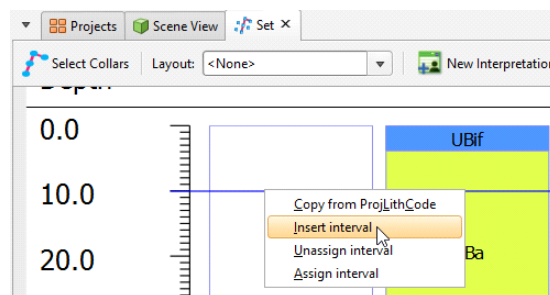 Projects Scene View Set
Select Collars Layout: <None> New Interpretation
Depth
0.0 UBif
10.0
Copy from ProjLithCode
Insert interval
Unassign interval Ba
20.0
Assign interval